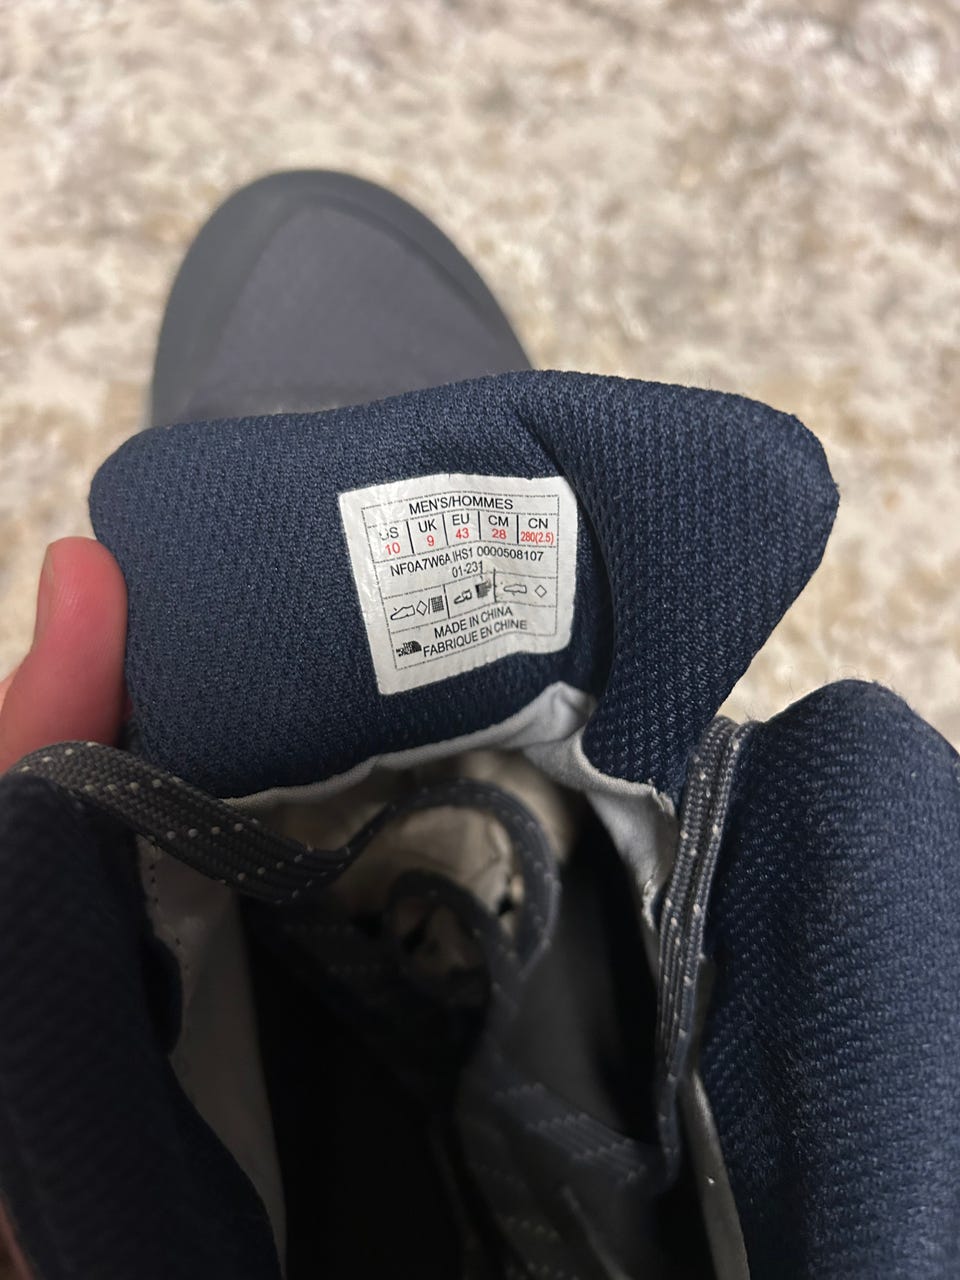 MEN'S/HOMMES
US UK EU CM CN
10 9 43 28 280(2.5)
NF0A7W6A IHS1 0000508107
01-231
MADE IN CHINA
FABRIQUE EN CHINE